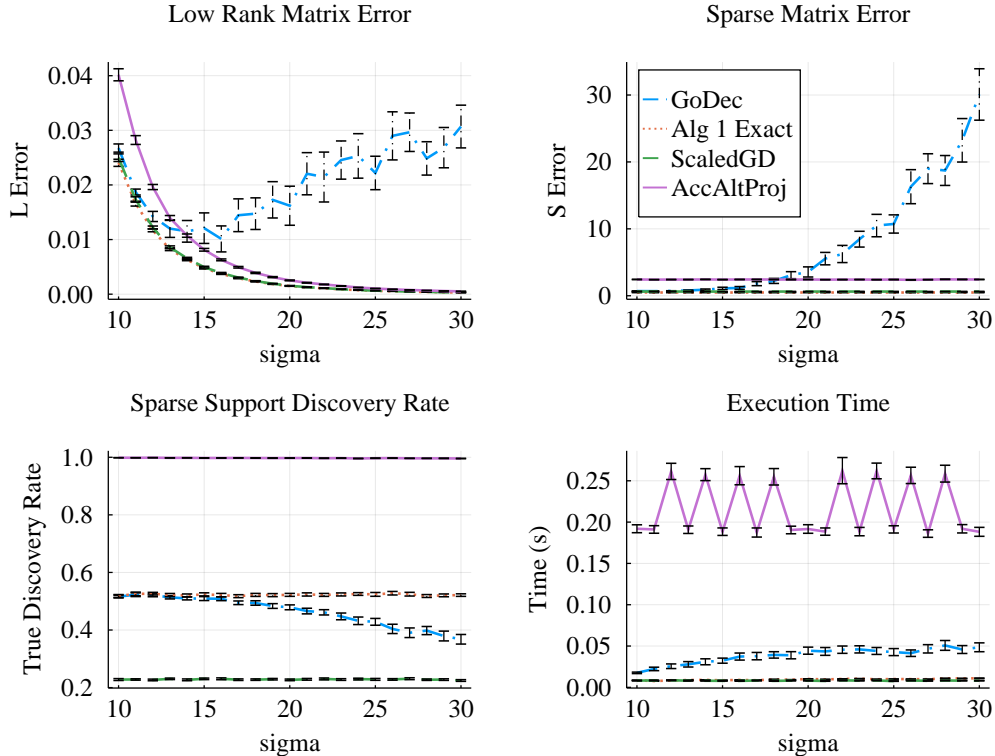 Low Rank Matrix Error
0.04
0.03
0.02
0.01
0.00
L Error
10 15 20 25 30
sigma
Sparse Matrix Error
30
20
10
0
S Error
GoDec
Alg 1 Exact
ScaledGD
AccAltProj
10 15 20 25 30
sigma
Sparse Support Discovery Rate
1.0
0.8
0.6
0.4
0.2
True Discovery Rate
10 15 20 25 30
sigma
Execution Time
0.25
0.20
0.15
0.10
0.05
0.00
Time (s)
10 15 20 25 30
sigma